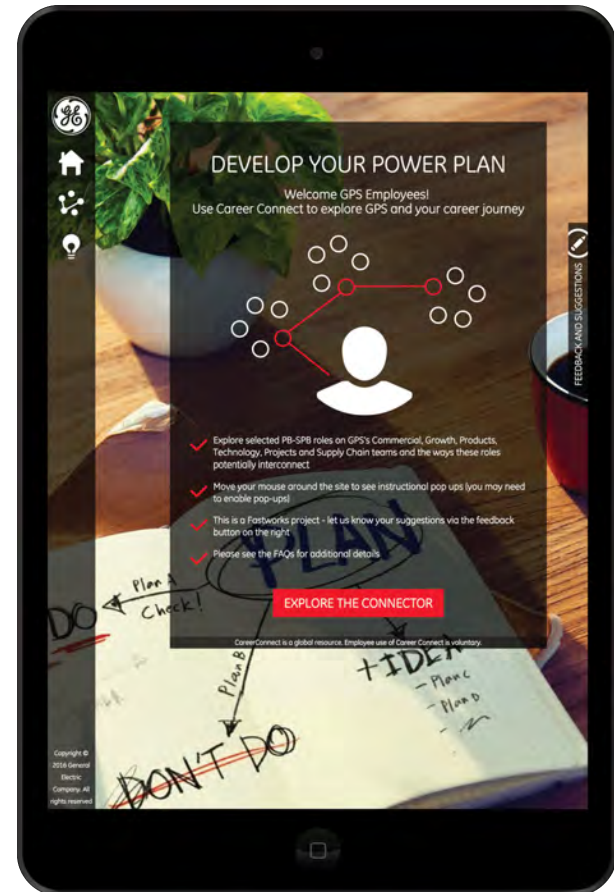 DEVELOP YOUR POWER PLAN
Welcome GPS Employees!
Use Career Connect to explore GPS and your career journey
FEEDBACK AND SUGGESTIONS
Explore selected PB-SPB roles on GPS's Commercial, Growth, Products,
Technology, Projects and Supply Chain teams and the ways these roles
potentially interconnect
Move your mouse around the site to see instructional pop ups (you may need
to enable pop-ups)
This is a Fastworks project - let us know your suggestions via the feedback
button on the right
Please see the FAQs for additional details
PLAN
Plan A
Check!
DO
EXPLORE THE CONNECTOR
CareerConnect is a global resource. Employee use of Career Connect is voluntary.
Plan B
+IDEA
- Plan C
- Plan D
DON'T DO
Copyright ©
2016 General
Electric
Company. All
rights reserved